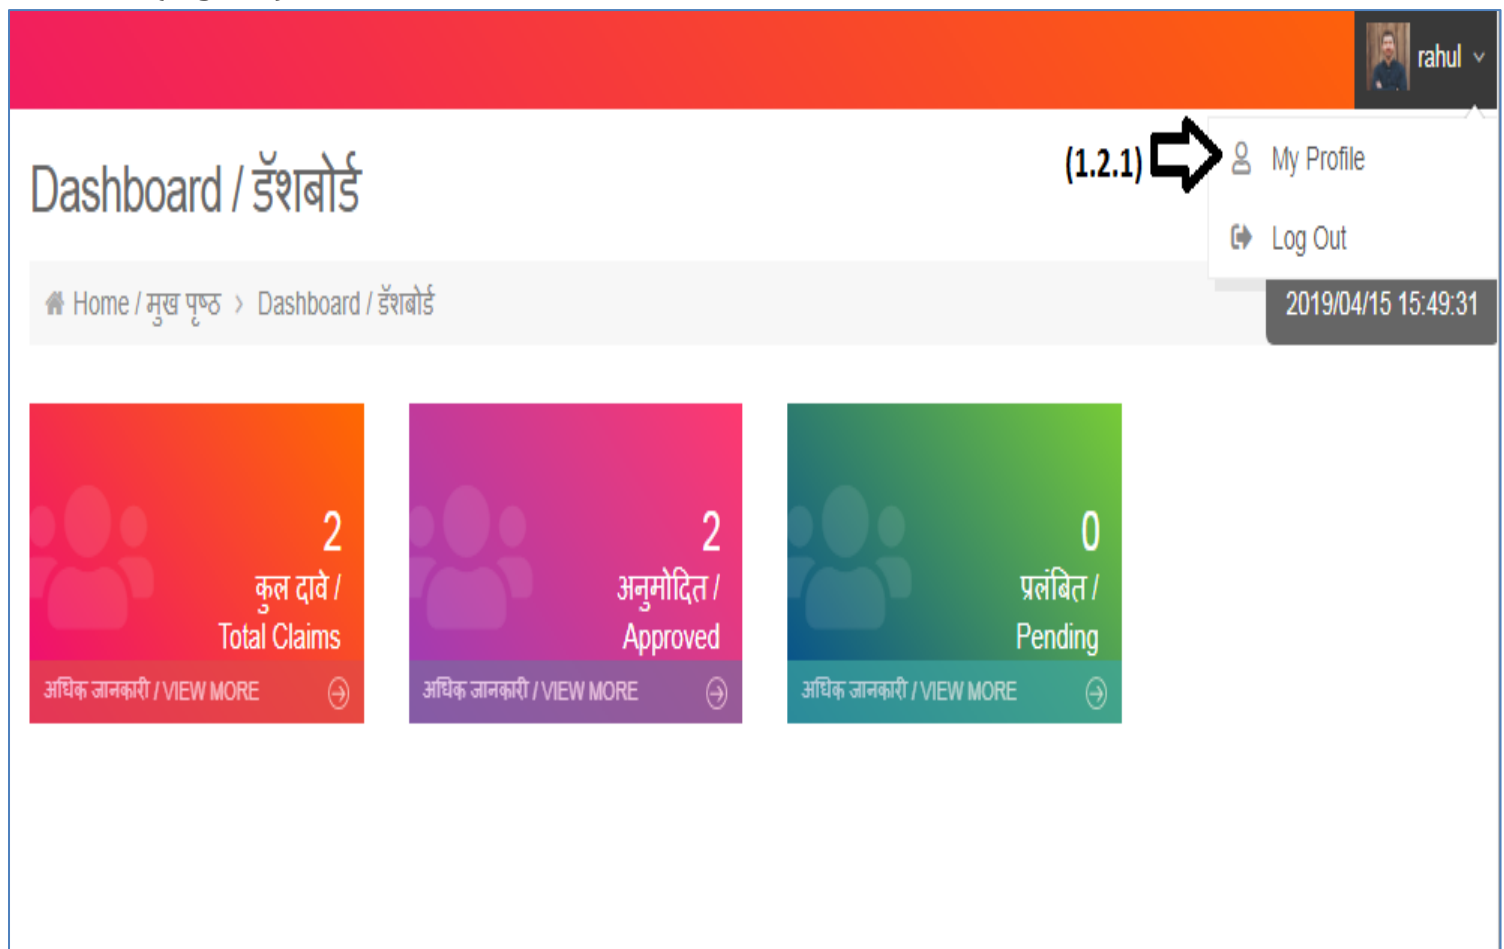 rahul
(1.2.1)
My Profile
Log Out
Dashboard / डॅशबोर्ड
Home / मुख पृष्ठ > Dashboard / डॅशबोर्ड
2019/04/15 15:49:31
2
कुल दावे /
Total Claims
अधिक जानकारी / VIEW MORE
2
अनुमोदित /
Approved
अधिक जानकारी / VIEW MORE
0
प्रलंबित /
Pending
अधिक जानकारी / VIEW MORE